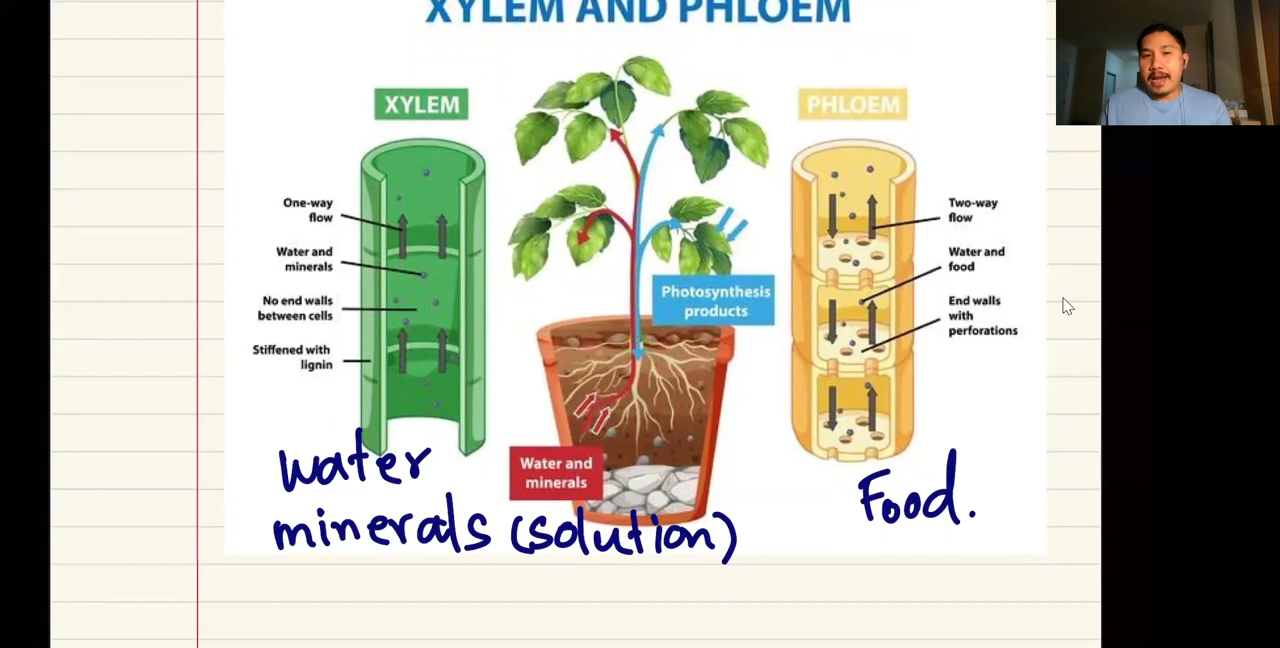 XYLEM AND PHLOEM
XYLEM
PHLOEM
One-way
flow
Water and
minerals
No end walls
between cells
Stiffened with
lignin
Photosynthesis
products
Water and
minerals
Two-way
flow
Water and
food
End walls
with
perforations
water
minerals (solution)
Food.